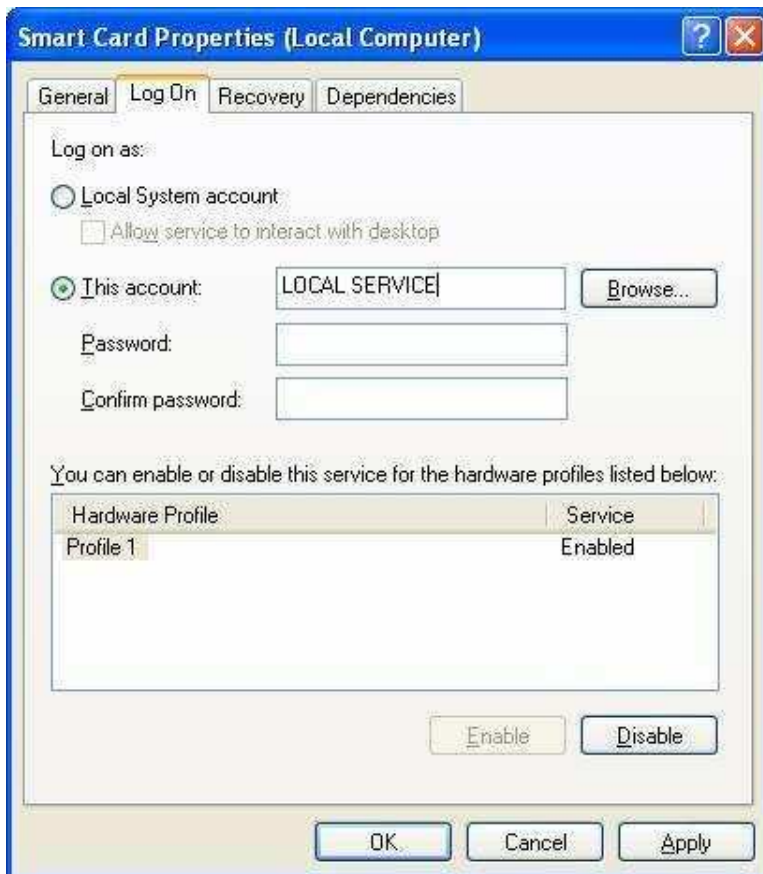 Smart Card Properties (Local Computer)
General Log On Recovery Dependencies
Log on as:
Local System account
Allow service to interact with desktop
This account: LOCAL SERVICE Browse...
Password:
Confirm password:
You can enable or disable this service for the hardware profiles listed below:
Hardware Profile Service
Profile 1 Enabled
Enable Disable
OK Cancel Apply